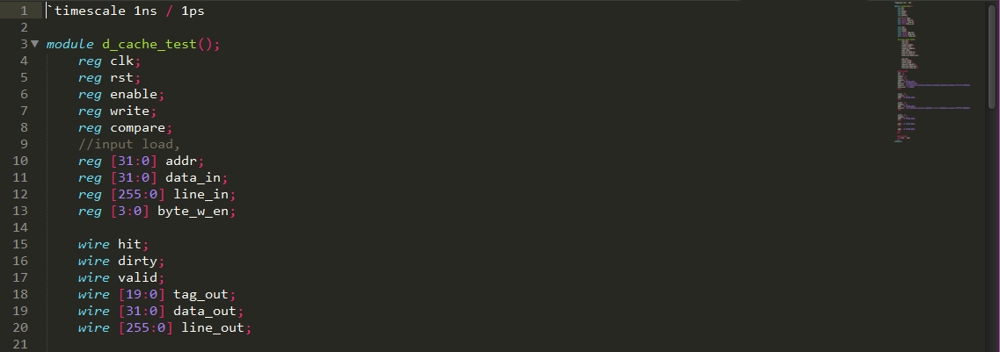 1 `timescale 1ns / 1ps
2
3 module d_cache_test();
4     reg clk;
5     reg rst;
6     reg enable;
7     reg write;
8     reg compare;
9     //input load,
10     reg [31:0] addr;
11     reg [31:0] data_in;
12     reg [255:0] line_in;
13     reg [3:0] byte_w_en;
14
15     wire hit;
16     wire dirty;
17     wire valid;
18     wire [19:0] tag_out;
19     wire [31:0] data_out;
20     wire [255:0] line_out;
21